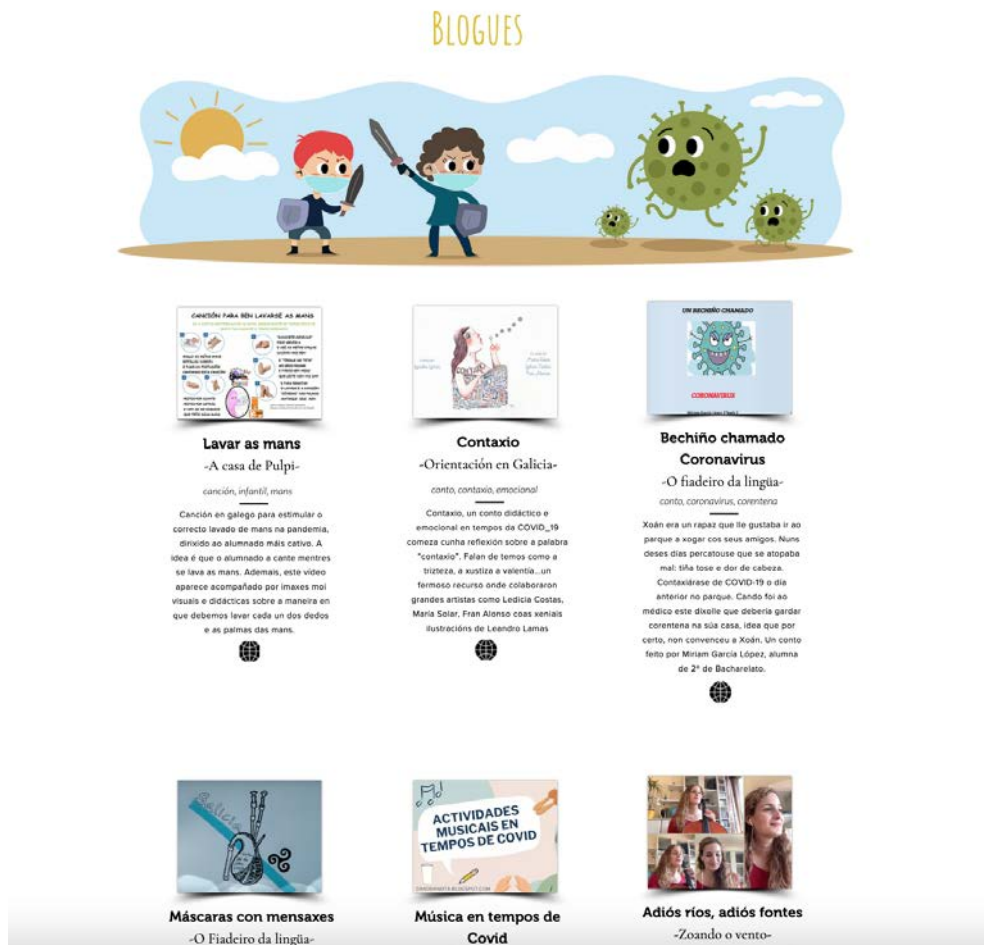 BLOGUES
CANCIÓN PARA BEN LAVARSE AS MANS
Lavar as mans
-A casa de Pulpi-
canción, infantil, mans
Canción en galego para estimular o
correcto lavado de mans na pandemia,
dirixido ao alumnado máis cativo. A
idea é que o alumnado a cante mentres
se lava as mans. Ademais, este vídeo
aparece acompañado por imaxes moi
visuais e didácticas sobre a maneira en
que debemos lavar cada un dos dedos
e as palmas das mans.
Contaxio
-Orientación en Galicia-
conto, contaxio, emocional
Contaxio, un conto didáctico e
emocional en tempos da COVID_19
comeza cunha reflexión sobre a palabra
"contaxio". Falan de temos como a
trizteza, a xustiza a valentía...un
fermoso recurso onde colaboraron
grandes artistas como Ledicia Costas,
María Solar, Fran Alonso coas xeniais
ilustracións de Leandro Lamas
UN BECHIÑO CHAMADO
CORONAVIRUS
Bechiño chamado
Coronavirus
-O fiadeiro da lingüa-
conto, coronavirus, corentena
Xoán era un rapaz que lle gustaba ir ao
parque a xogar cos seus amigos. Nuns
deses días percatouse que se atopaba
mal: tiña tose e dor de cabeza.
Contaxiárase de COVID-19 o día
anterior no parque. Cando foi ao
médico este díxolle que debería gardar
corentena na súa casa, idea que por
certo, non convenceu a Xoán. Un conto
feito por Miriam García López, alumna
de 2º de Bacharelato.
Galicia
Máscaras con mensaxes
-O Fiadeiro da lingüa-
ACTIVIDADES
MUSICAIS EN
TEMPOS DE COVID
Música en tempos de
Covid
Adiós ríos, adiós fontes
-Zoando o vento-